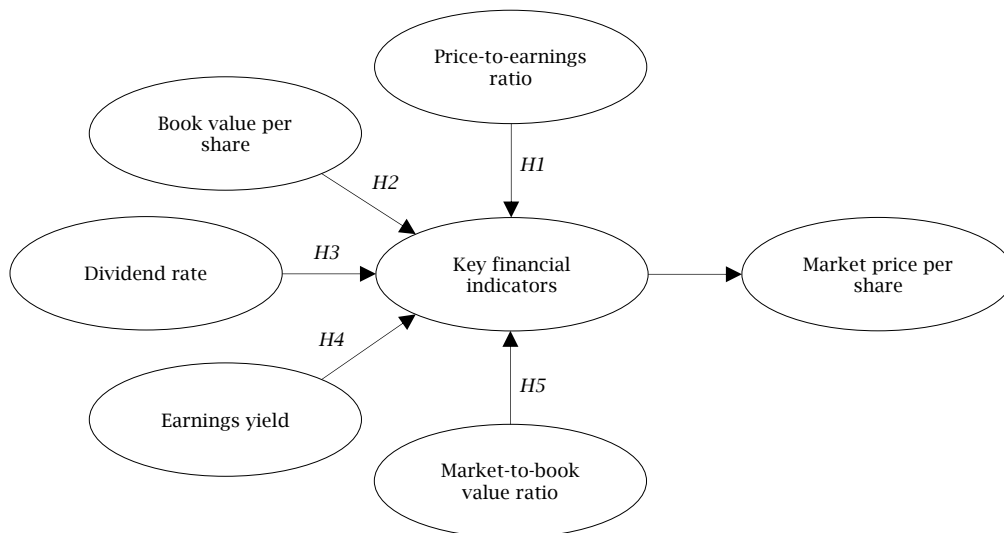 Price-to-earnings
ratio
Book value per
share
H1
H2
Dividend rate
H3
Key financial
indicators
Market price per
share
H4
Earnings yield
H5
Market-to-book
value ratio